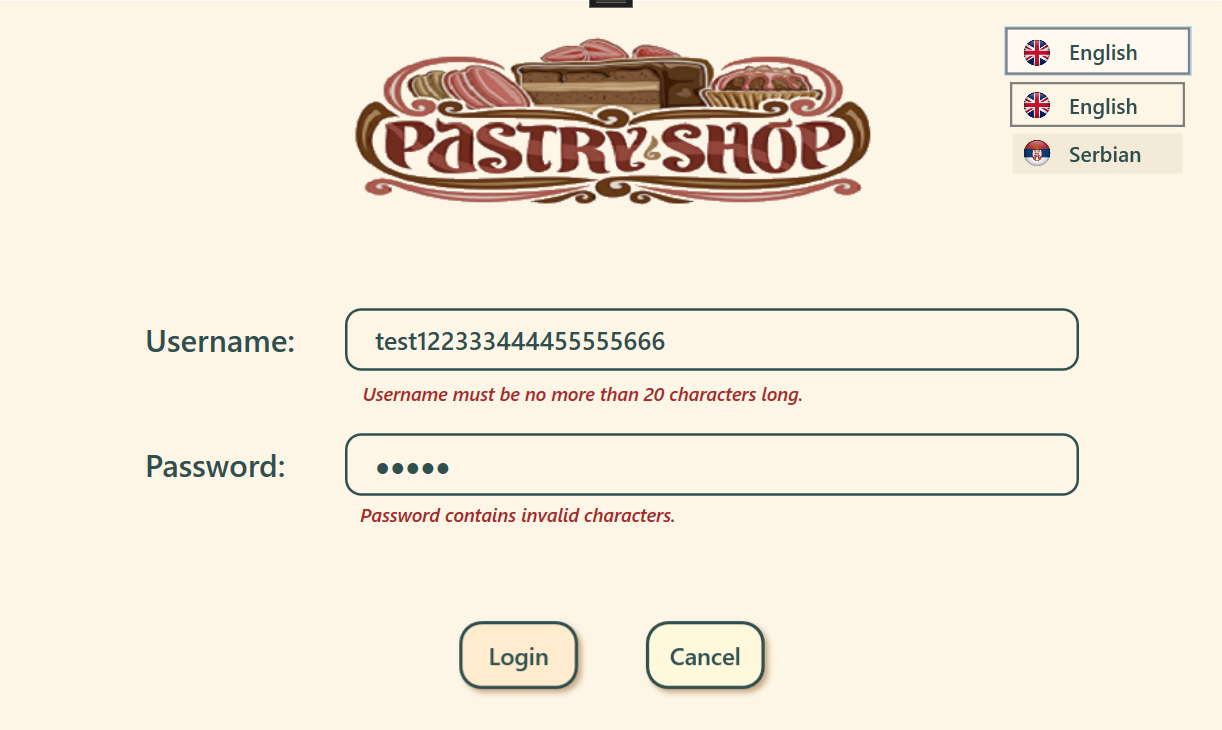 PASTRY SHOP
English
English
Serbian
Username:
test122333444455555666
Username must be no more than 20 characters long.
Password:
Password contains invalid characters.
Login
Cancel